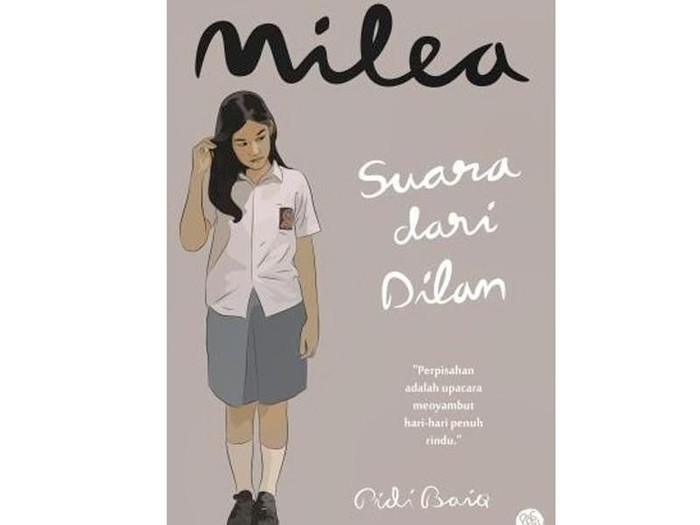 Milea
Suara
dari
Dilan
"Perpisahan
adalah upacara
menyambut
hari-hari penuh
rindu."
Pidi Baiq